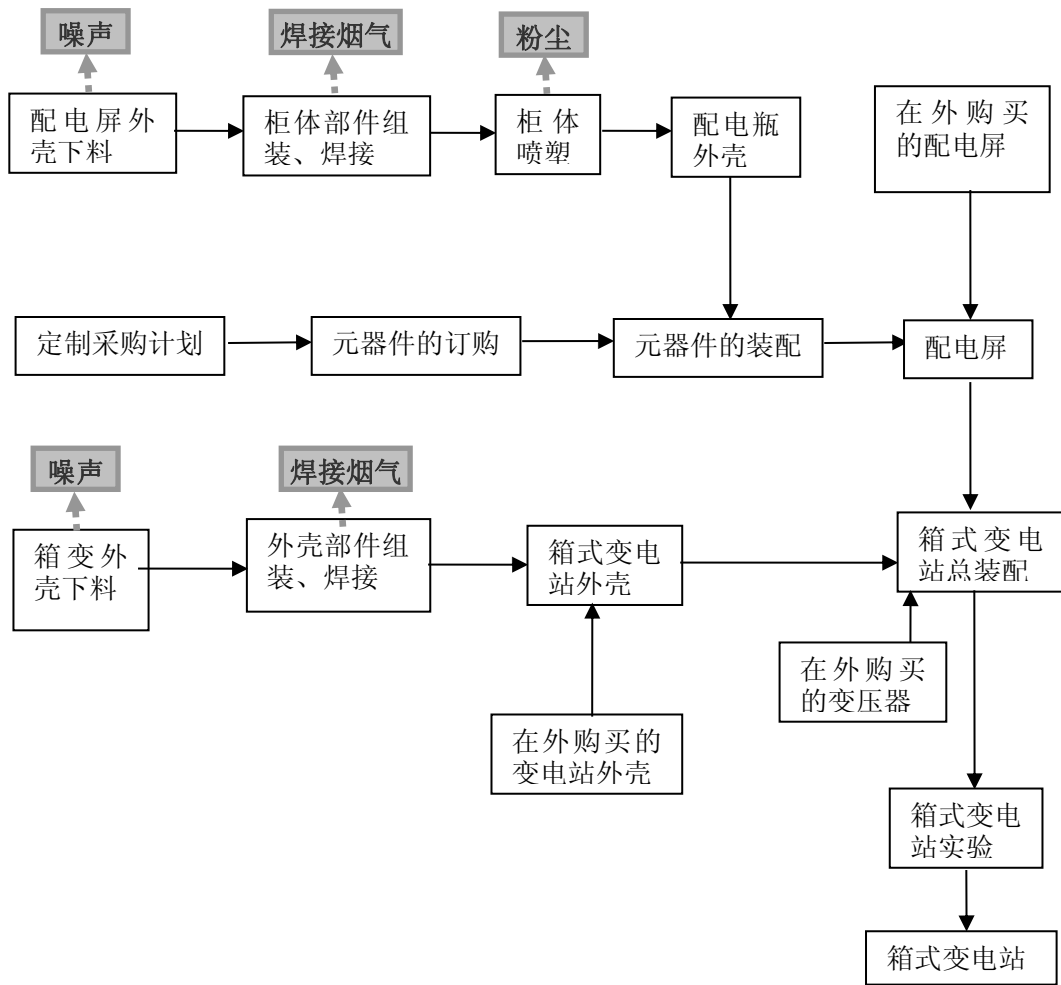 噪声
焊接烟气
粉尘
配电屏外
壳下料
柜体部件组
装、焊接
柜体
喷塑
配电瓶
外壳
在外购买
的配电屏
定制采购计划
元器件的订购
元器件的装配
配电屏
噪声
焊接烟气
箱变外
壳下料
外壳部件组
装、焊接
箱式变电
站外壳
箱式变电
站总装配
在外购买
的变压器
在外购买的
变电站外壳
箱式变电
站实验
箱式变电站